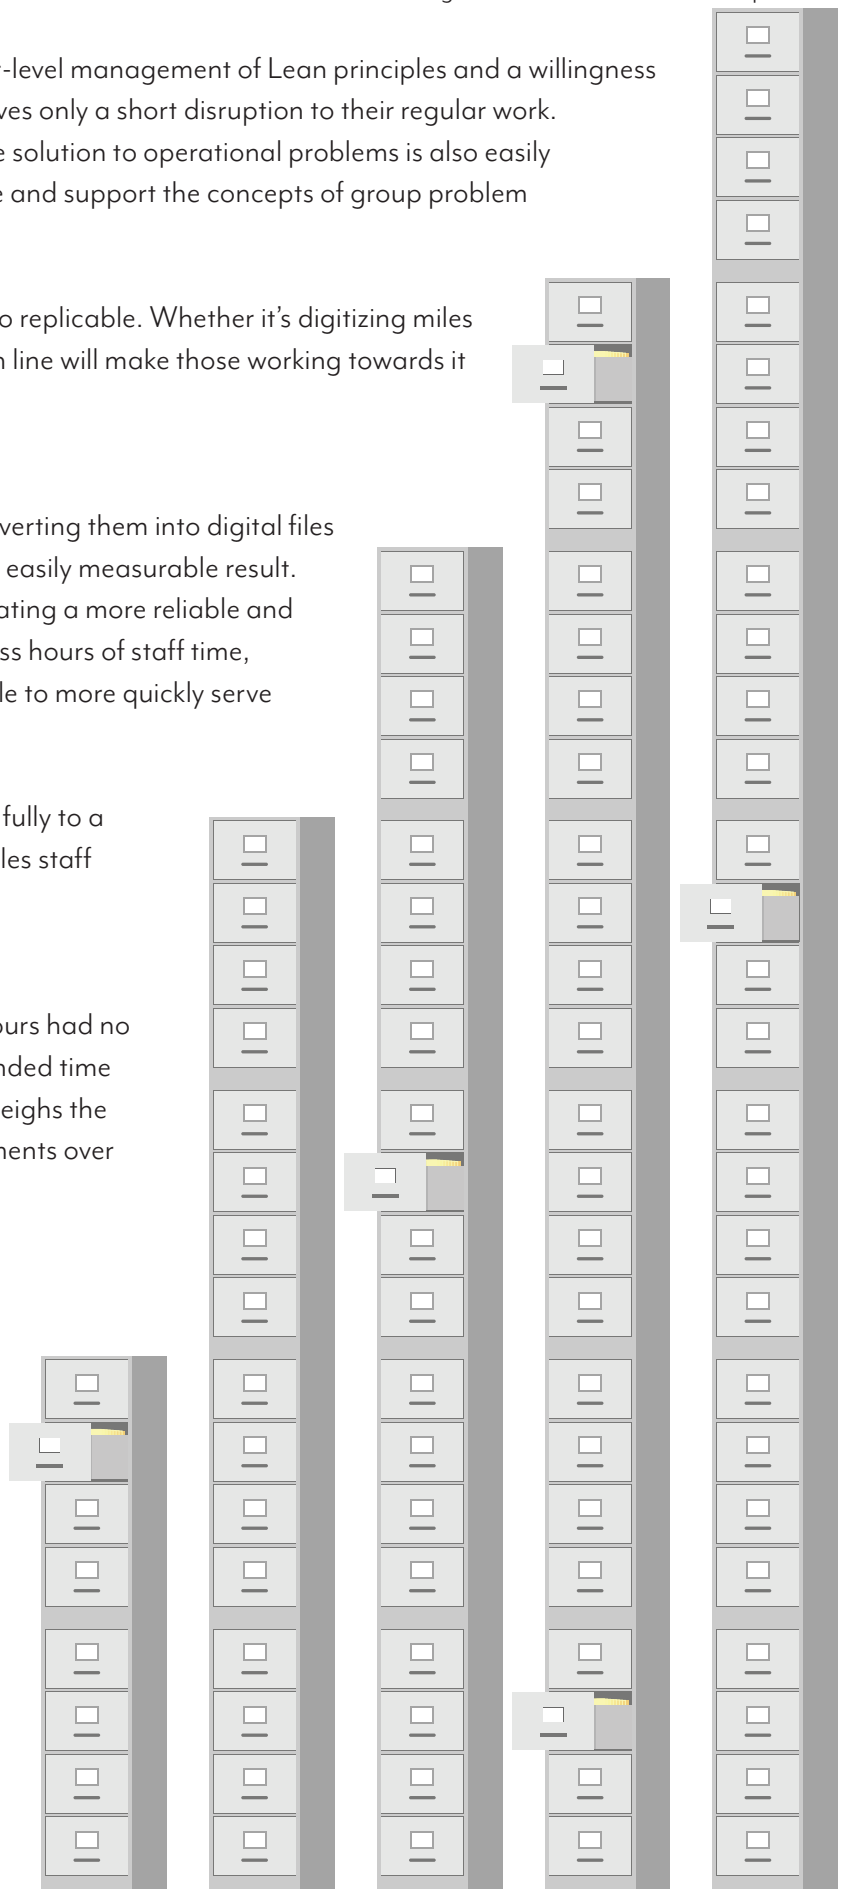 -level management of Lean principles and a willingness
ves only a short disruption to their regular work.
e solution to operational problems is also easily
e and support the concepts of group problem
o replicable. Whether it’s digitizing miles
n line will make those working towards it
verting them into digital files
easily measurable result.
ating a more reliable and
ss hours of staff time,
le to more quickly serve
fully to a
les staff
ours had no
nded time
eighs the
ments over